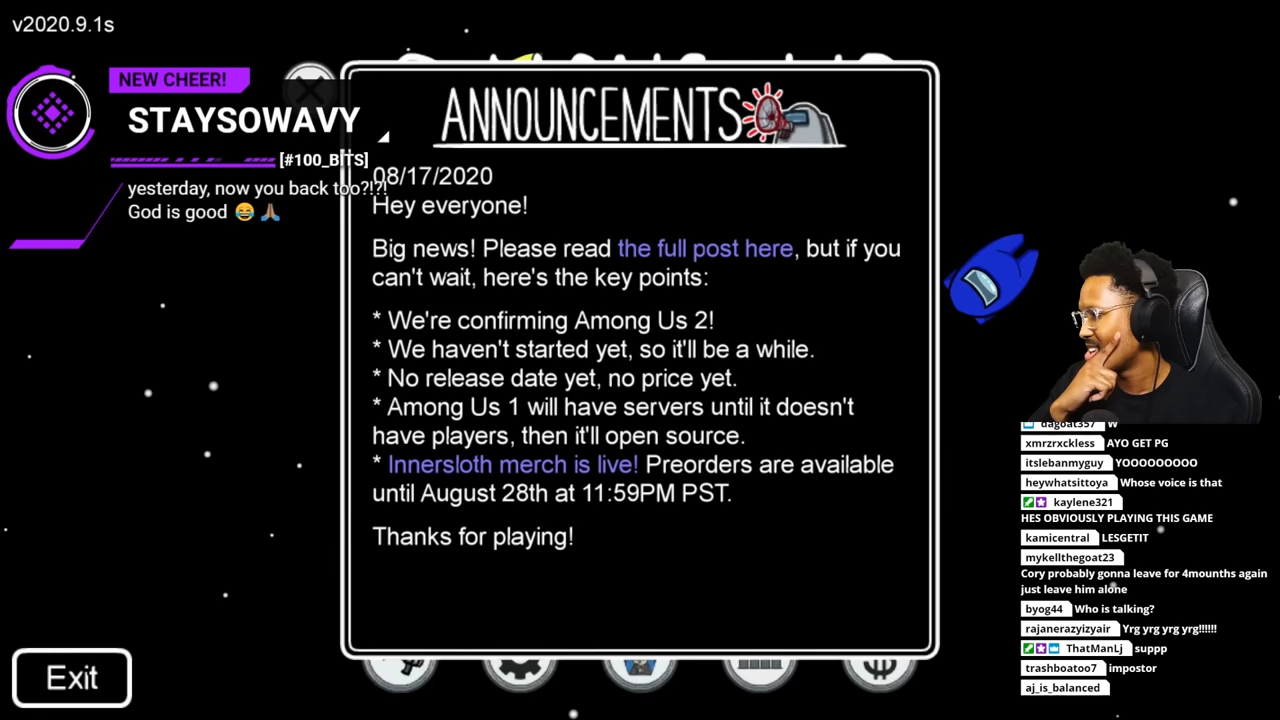 v2020.9.1s
NEW CHEER!
STAYSOWAVY
[#100_BITS]
yesterday, now you back too?!?!
God is good 😂 🙏🏽
ANNOUNCEMENTS
08/17/2020
Hey everyone!
Big news! Please read the full post here, but if you
can't wait, here's the key points:
* We're confirming Among Us 2!
* We haven't started yet, so it'll be a while.
* No release date yet, no price yet.
* Among Us 1 will have servers until it doesn't
have players, then it'll open source.
* Innersloth merch is live! Preorders are available
until August 28th at 11:59PM PST.
Thanks for playing!
Exit
dagoat357 W
xmrzrxckless AYO GET PG
itslebanmyguy YOOOOOOOOO
heywhatsittoya Whose voice is that
kaylene321
HES OBVIOUSLY PLAYING THIS GAME
kamicentral LESGETIT
mykellthegoat23
Cory probably gonna leave for 4mounths again
just leave him alone
byog44 Who is talking?
rajanerazyizyair Yrg yrg yrg yrg!!!!!!
ThatManLj suppp
trashboatoo7 impostor
aj_is_balanced